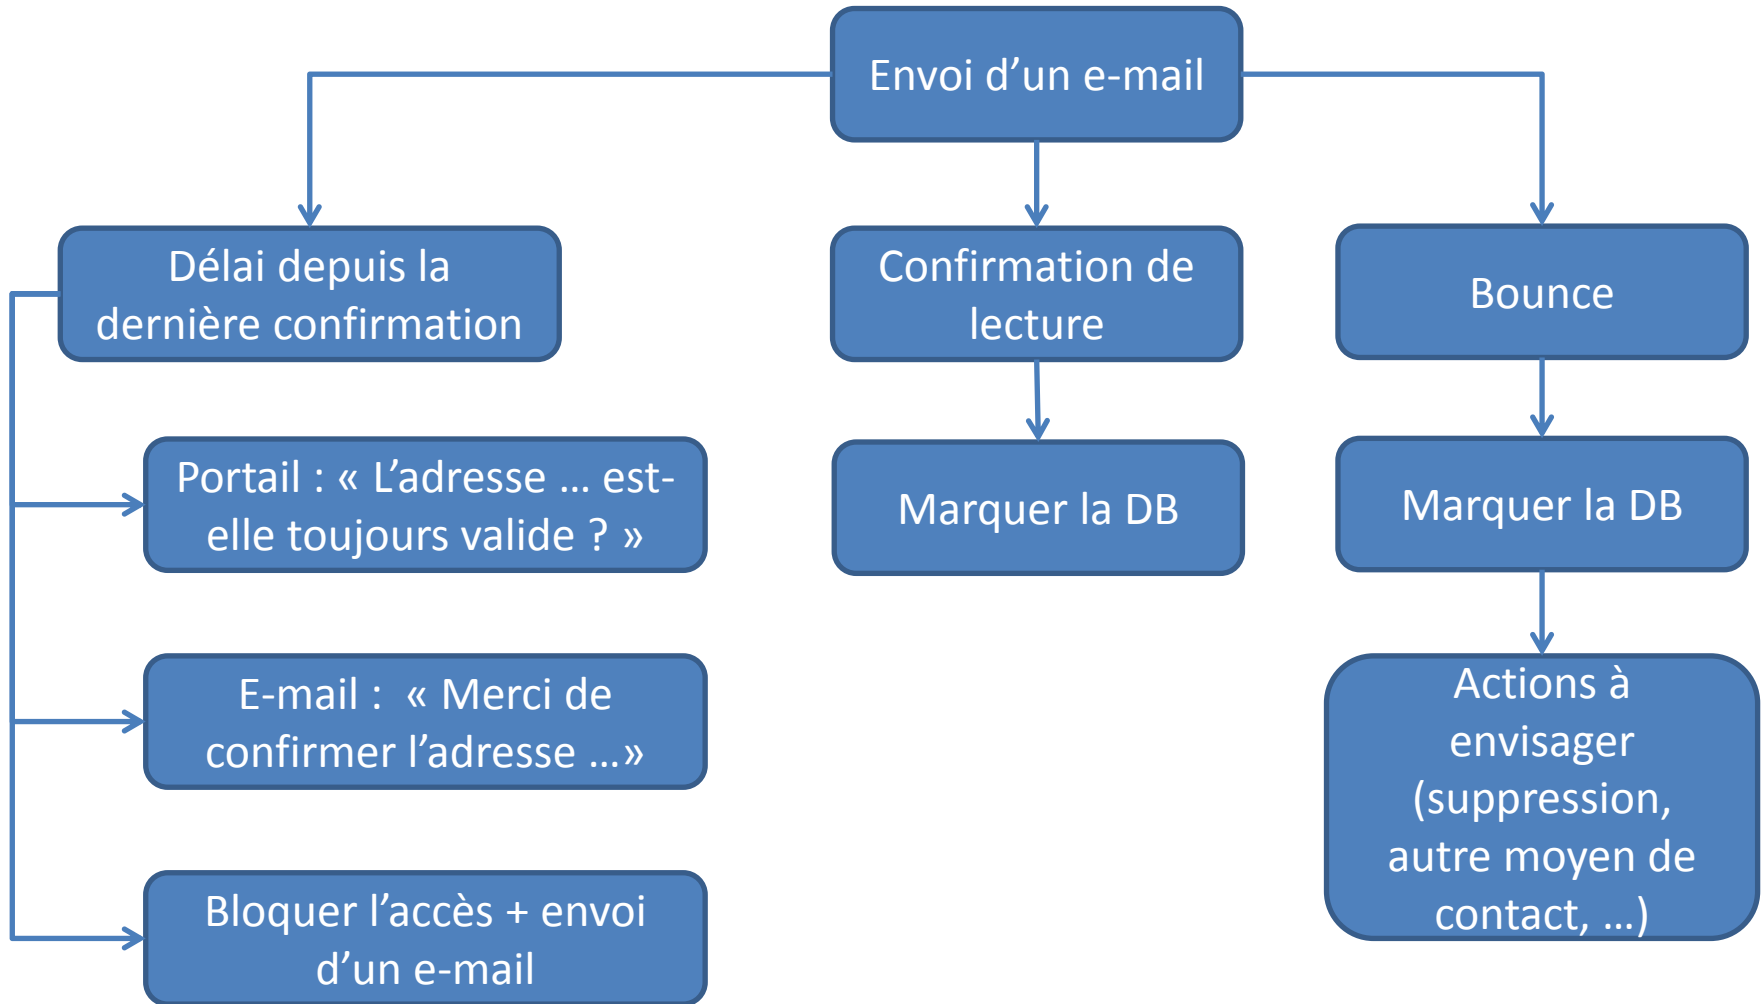 Envoi d’un e-mail
Délai depuis la
dernière confirmation
Confirmation de
lecture
Bounce
Portail : « L’adresse … est-
elle toujours valide ? »
Marquer la DB
Marquer la DB
E-mail :  « Merci de
confirmer l’adresse …»
Actions à
envisager
(suppression,
autre moyen de
contact, …)
Bloquer l’accès + envoi
d’un e-mail